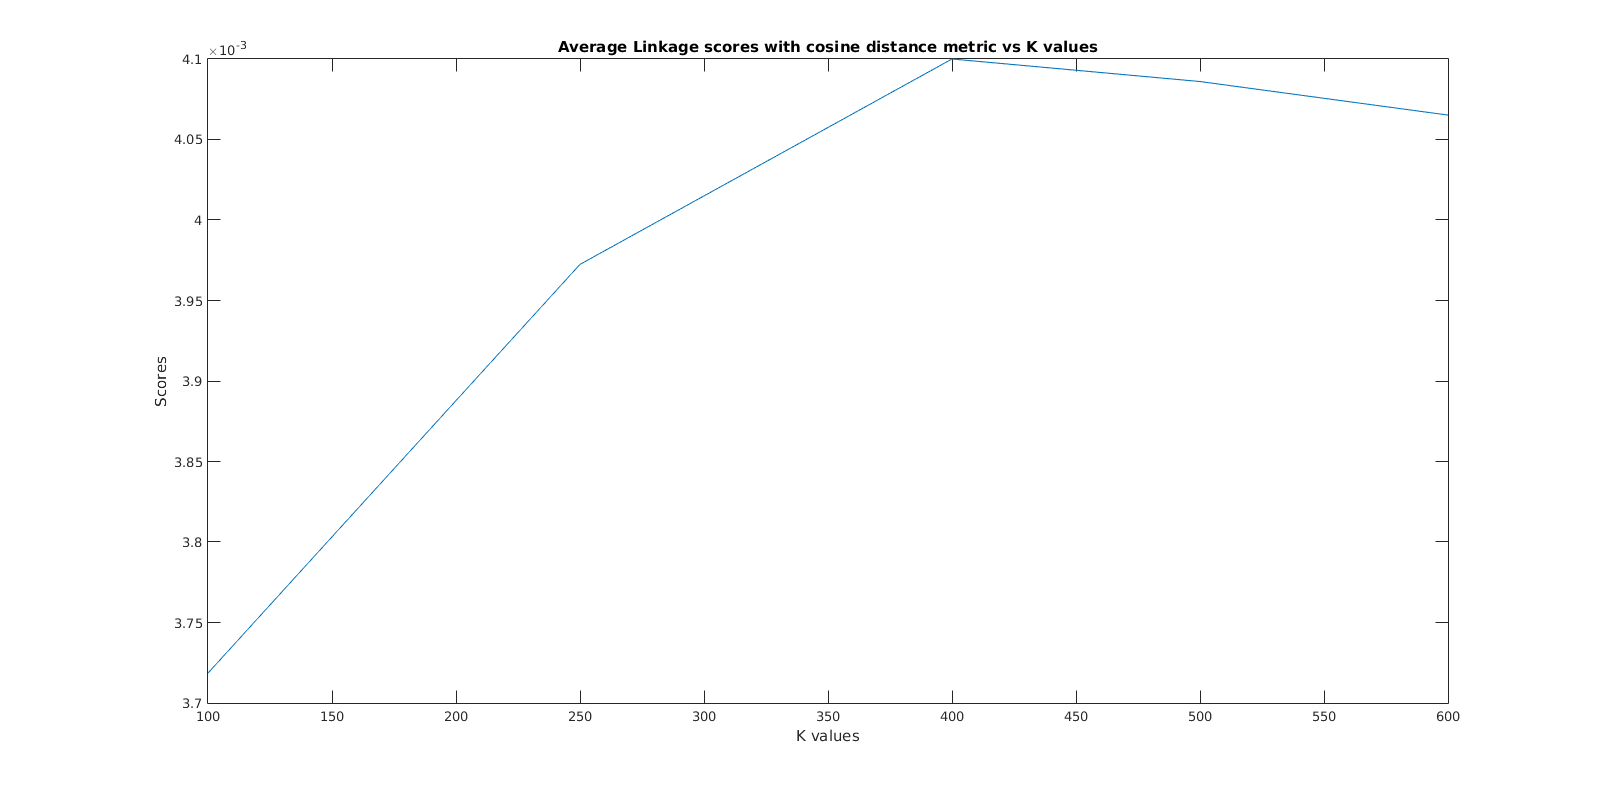 Average Linkage scores with cosine distance metric vs K values
×10-3
4.1
4.05
4
3.95
3.9
3.85
3.8
3.75
3.7
Scores
100 150 200 250 300 350 400 450 500 550 600
K values